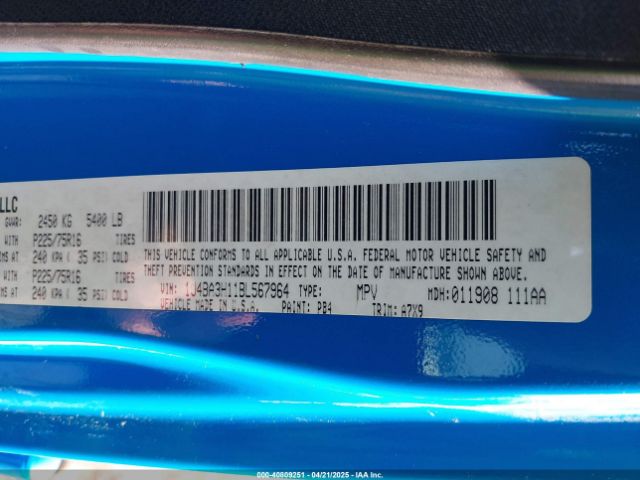 LLC
GVWR: 2450 KG 5400 LB
WITH P225/75R16 TIRES
AT 240 KPA ( 35 PSI) COLD
WITH P225/75R16 TIRES
AT 240 KPA ( 35 PSI) COLD
THIS VEHICLE CONFORMS TO ALL APPLICABLE U.S.A. FEDERAL MOTOR VEHICLE SAFETY AND
THEFT PREVENTION STANDARDS IN EFFECT ON THE DATE OF MANUFACTURE SHOWN ABOVE.
VIN: 1J4BA3H11BL567964 TYPE: MPV MDH:011908 111AA
VEHICLE MADE IN U.S.A. PAINT: PB4 TRIM: A7X9
000-40809251 - 04/21/2025 - IAA Inc.